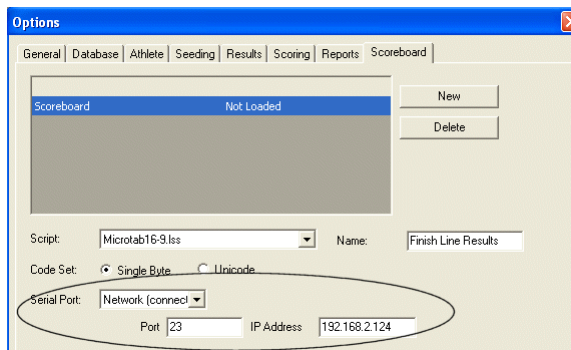 Options
General Database Athlete Seeding Results Scoring Reports Scoreboard
New
Scoreboard Not Loaded
Delete
Script: Microtab16-9.lss Name: Finish Line Results
Code Set: Single Byte Unicode
Serial Port: Network (connect
Port 23 IP Address 192.168.2.124